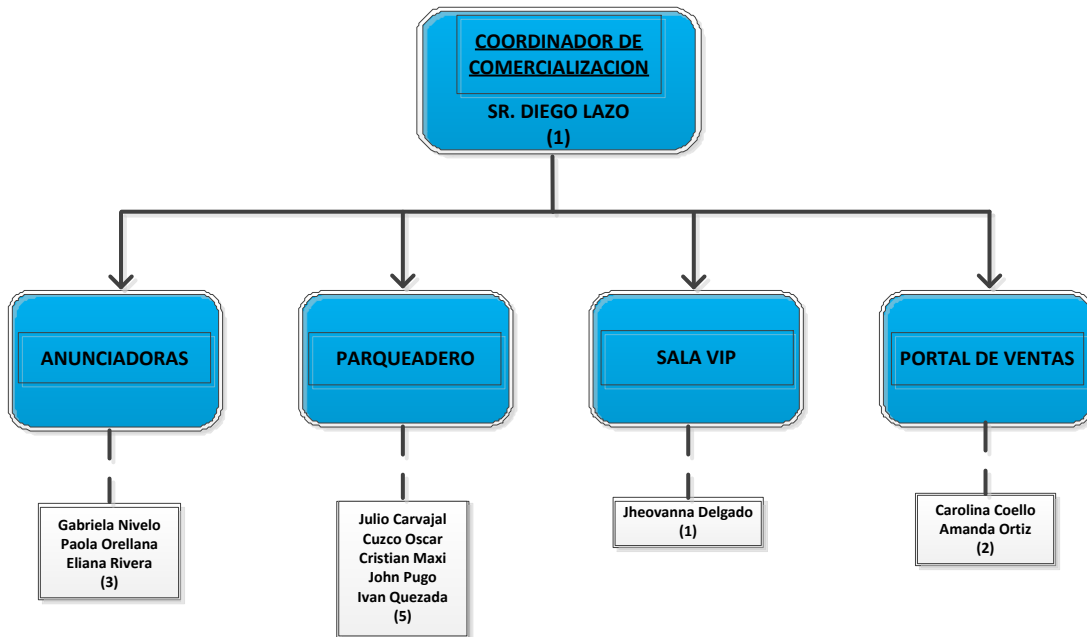 COORDINADOR DE
COMERCIALIZACION
SR. DIEGO LAZO
(1)
ANUNCIADORAS
PARQUEADERO
SALA VIP
PORTAL DE VENTAS
Gabriela Nivelo
Paola Orellana
Eliana Rivera
(3)
Julio Carvajal
Cuzco Oscar
Cristian Maxi
John Pugo
Ivan Quezada
(5)
Jheovanna Delgado
(1)
Carolina Coello
Amanda Ortiz
(2)